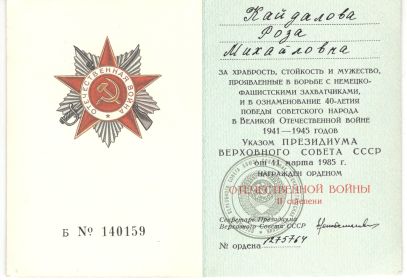 ОТЕЧЕСТВЕННАЯ ВОЙНА
Б № 140159
Кайдалова
Роза
Михайловна
ЗА ХРАБРОСТЬ, СТОЙКОСТЬ И МУЖЕСТВО,
ПРОЯВЛЕННЫЕ В БОРЬБЕ С НЕМЕЦКО-
ФАШИСТСКИМИ ЗАХВАТЧИКАМИ,
И В ОЗНАМЕНОВАНИЕ 40-ЛЕТИЯ
ПОБЕДЫ СОВЕТСКОГО НАРОДА
В ВЕЛИКОЙ ОТЕЧЕСТВЕННОЙ ВОЙНЕ
1941—1945 ГОДОВ
УКАЗОМ ПРЕЗИДИУМА
ВЕРХОВНОГО СОВЕТА СССР
от 11 марта 1985 г.
НАГРАЖДЕН ОРДЕНОМ
ОТЕЧЕСТВЕННОЙ ВОЙНЫ
II степени
Секретарь Президиума
Верховного Совета СССР
№ ордена 1275764